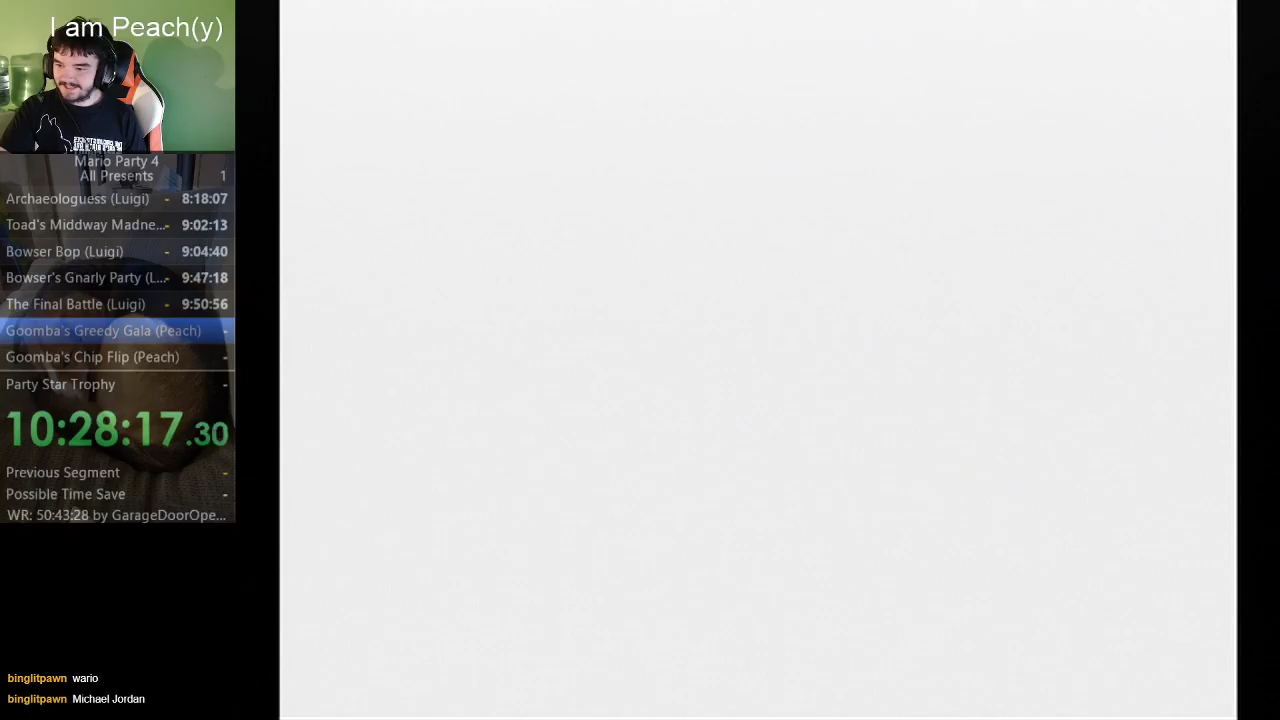 I am Peach(y)
Mario Party 4
All Presents 1
Archaeologuess (Luigi) - 8:18:07
Toad's Middway Madne... - 9:02:13
Bowser Bop (Luigi) - 9:04:40
Bowser's Gnarly Party (L... - 9:47:18
The Final Battle (Luigi) - 9:50:56
Goomba's Greedy Gala (Peach) -
Goomba's Chip Flip (Peach) -
Party Star Trophy -
10:28:17.30
Previous Segment -
Possible Time Save -
WR: 50:43:28 by GarageDoorOpe...
binglitpawn wario
binglitpawn Michael Jordan